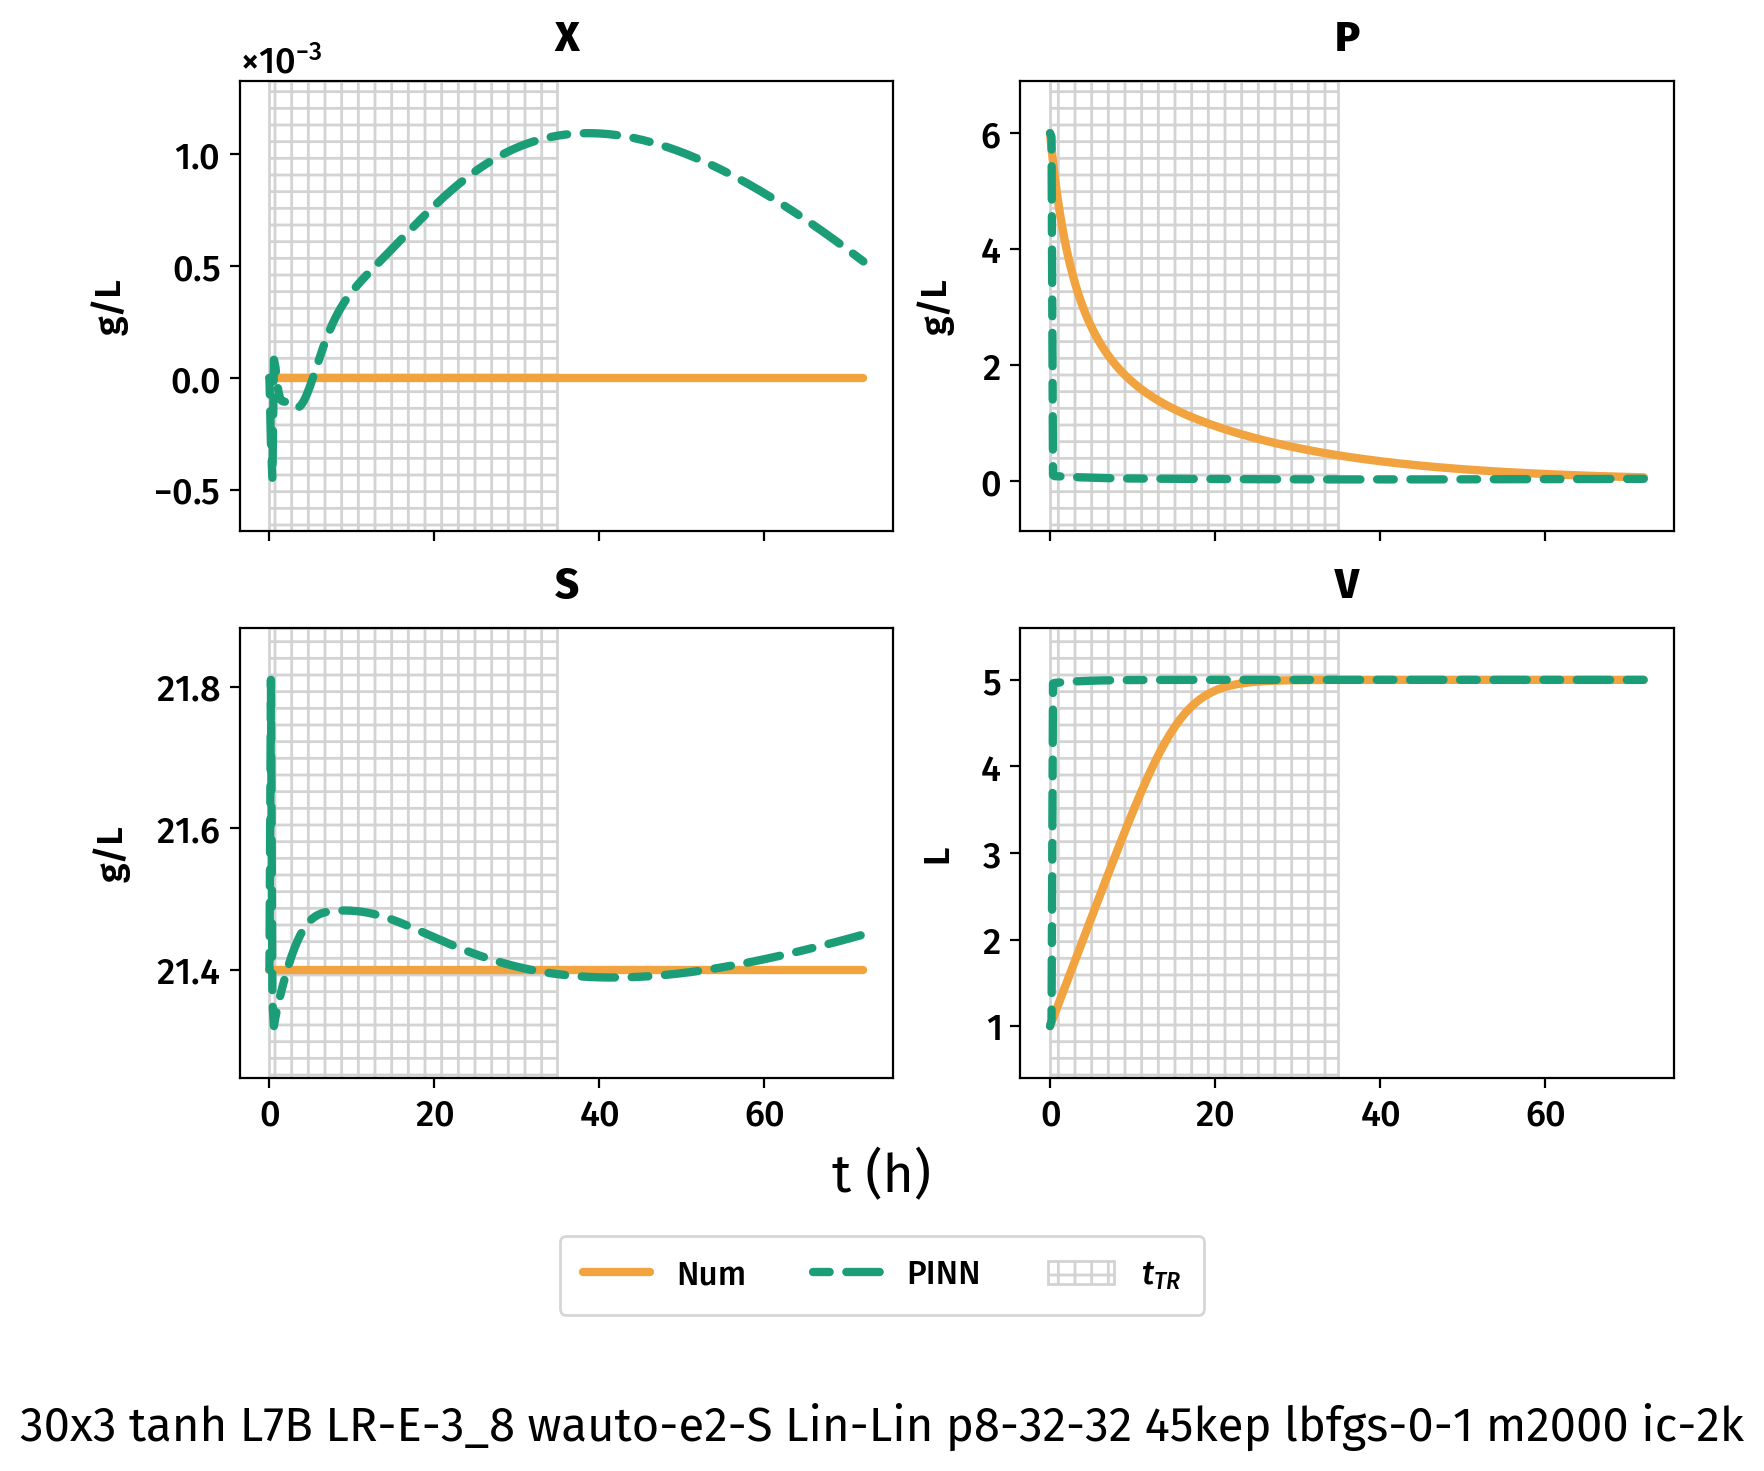 X
P
×10⁻³
1.0
0.5
0.0
−0.5
g/L
6
4
2
0
g/L
S
V
21.8
21.6
21.4
g/L
5
4
3
2
1
L
0 20 40 60
0 20 40 60
t (h)
Num PINN t_TR
30x3 tanh L7B LR-E-3_8 wauto-e2-S Lin-Lin p8-32-32 45kep lbfgs-0-1 m2000 ic-2k